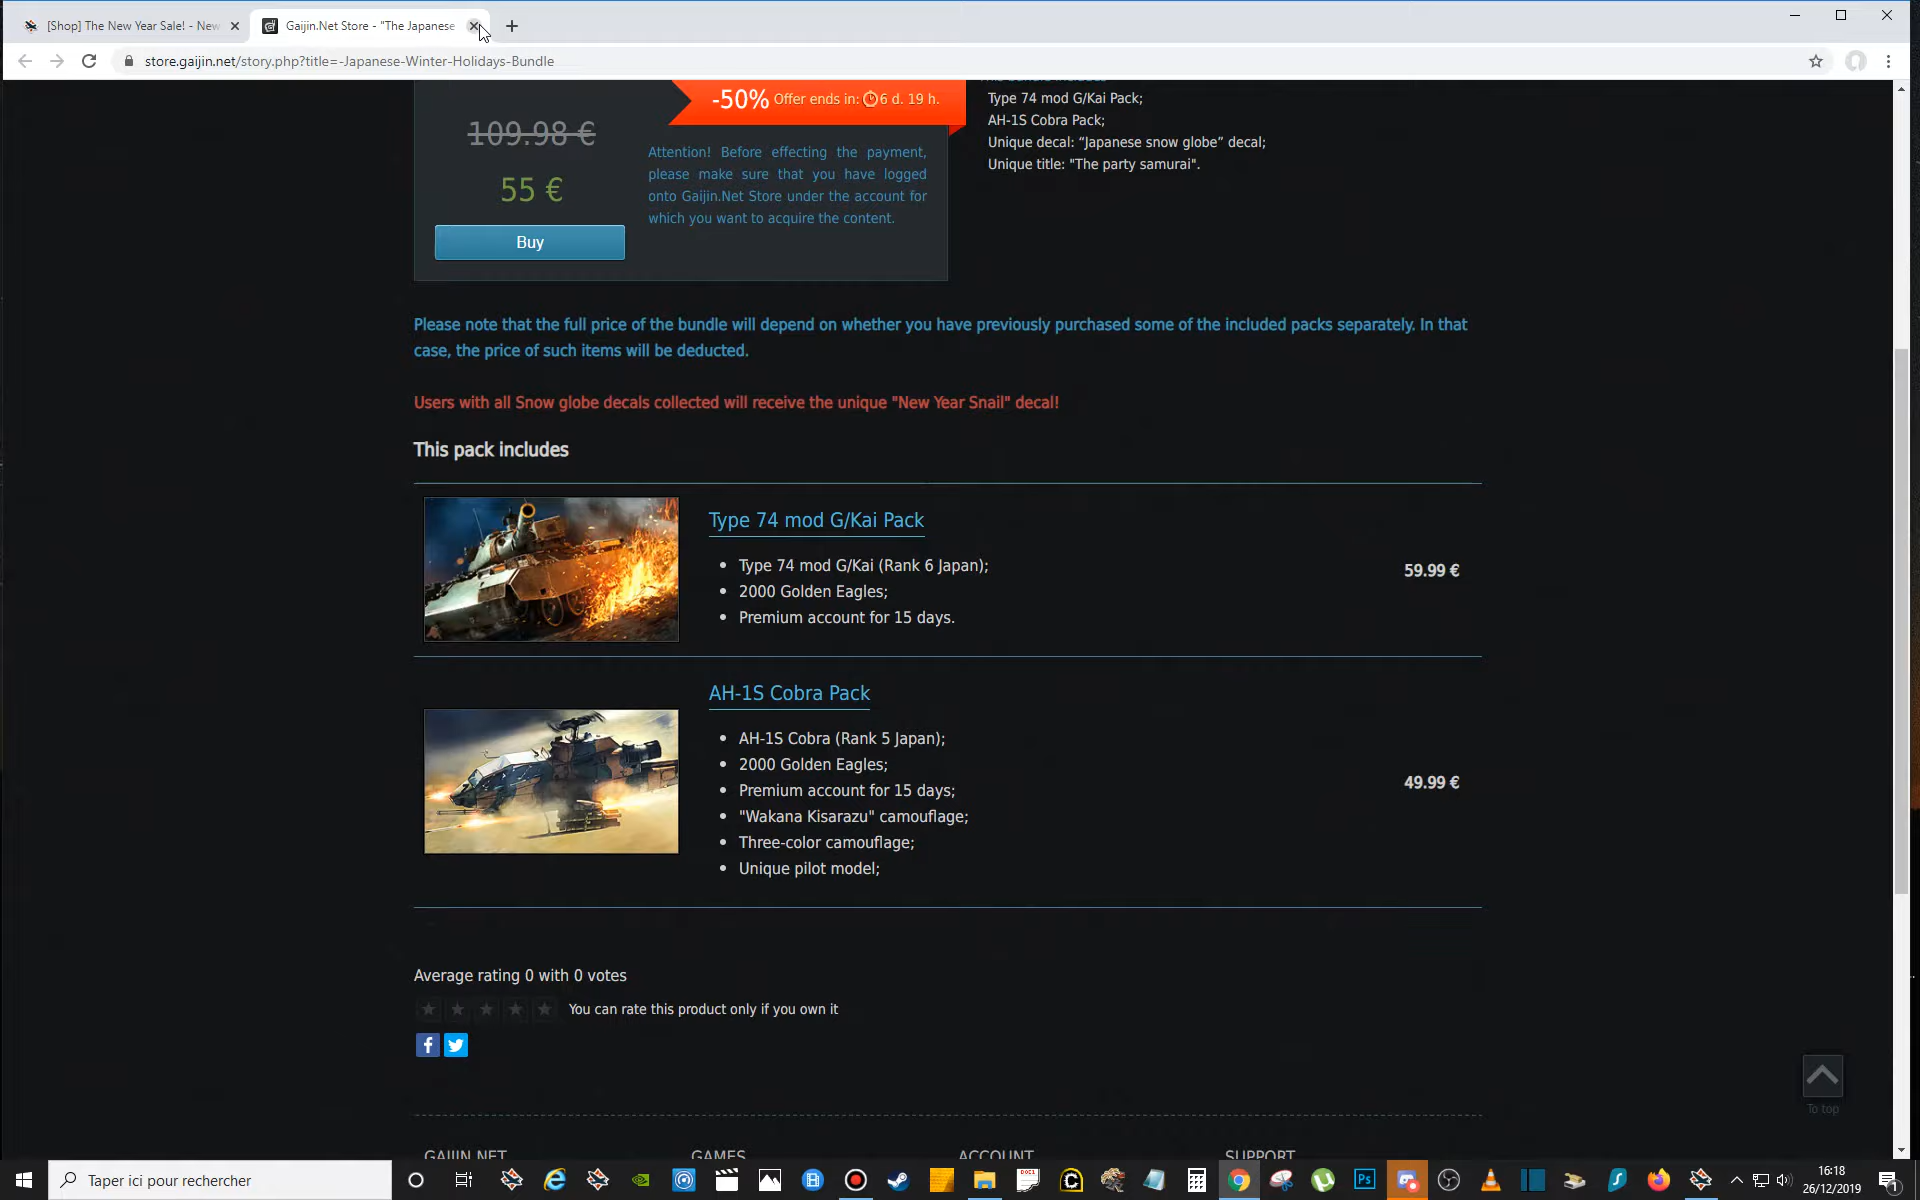 [Shop] The New Year Sale! - New
Gaijin.Net Store - "The Japanese
store.gaijin.net/story.php?title=-Japanese-Winter-Holidays-Bundle
-50% Offer ends in: 6 d. 19 h.
109.98 €
55 €
Buy
Attention! Before effecting the payment,
please make sure that you have logged
onto Gaijin.Net Store under the account for
which you want to acquire the content.
Type 74 mod G/Kai Pack;
AH-1S Cobra Pack;
Unique decal: “Japanese snow globe” decal;
Unique title: "The party samurai".
Please note that the full price of the bundle will depend on whether you have previously purchased some of the included packs separately. In that
case, the price of such items will be deducted.
Users with all Snow globe decals collected will receive the unique "New Year Snail" decal!
This pack includes
Type 74 mod G/Kai Pack
Type 74 mod G/Kai (Rank 6 Japan);
2000 Golden Eagles;
Premium account for 15 days.
59.99 €
AH-1S Cobra Pack
AH-1S Cobra (Rank 5 Japan);
2000 Golden Eagles;
Premium account for 15 days;
"Wakana Kisarazu" camouflage;
Three-color camouflage;
Unique pilot model;
49.99 €
Average rating 0 with 0 votes
You can rate this product only if you own it
To top
GAIJIN.NET
GAMES
ACCOUNT
SUPPORT
Taper ici pour rechercher
16:18
26/12/2019